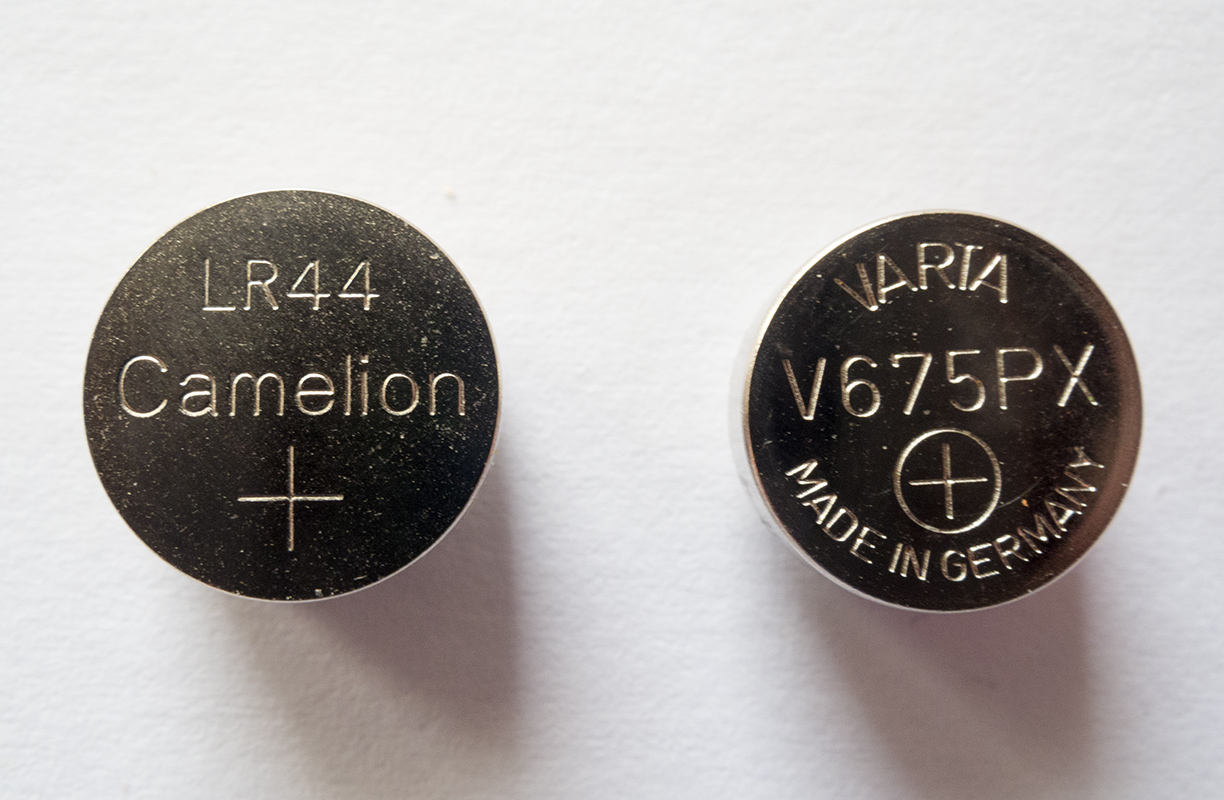 LR44
Camelion
+
VARTA
V675PX
+
MADE IN GERMANY